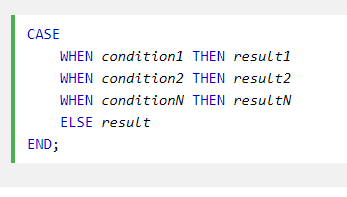 CASE
    WHEN condition1 THEN result1
    WHEN condition2 THEN result2
    WHEN conditionN THEN resultN
    ELSE result
END;